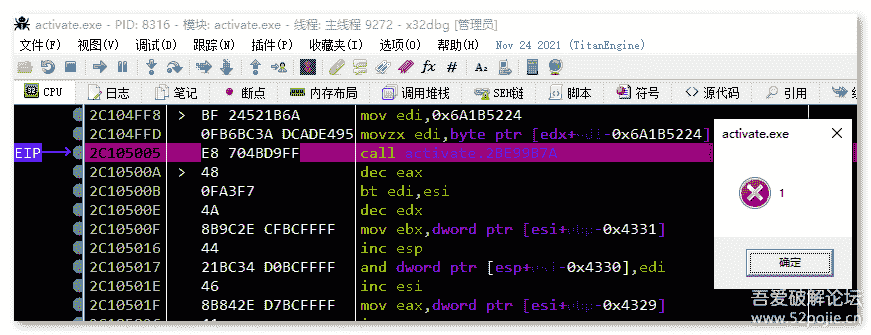 activate.exe - PID: 8316 - 模块: activate.exe - 线程: 主线程 9272 - x32dbg [管理员]
文件(F) 视图(V) 调试(D) 跟踪(N) 插件(P) 收藏夹(I) 选项(O) 帮助(H) Nov 24 2021 (TitanEngine)
CPU 日志 笔记 断点 内存布局 调用堆栈 SEH链 脚本 符号 源代码 引用
2C104FF8 > BF 24521B6A mov edi,0x6A1B5224
2C104FFD 0FB6BC3A DCADE495 movzx edi,byte ptr [edx+ -0x6A1B5224]
EIP 2C105005 E8 704BD9FF call
2C10500A > 48 dec eax
2C10500B 0FA3F7 bt edi,esi
2C10500E 4A dec edx
2C10500F 8B9C2E CFBCFFFF mov ebx,dword ptr [esi+ -0x4331]
2C105016 44 inc esp
2C105017 21BC34 D0BCFFFF and dword ptr [esp+ -0x4330],edi
2C10501E 46 inc esi
2C10501F 8B842E D7BCFFFF mov eax,dword ptr [esi+ -0x4329]
activate.exe
1
确定
吾爱破解论坛
www.52pojie.cn